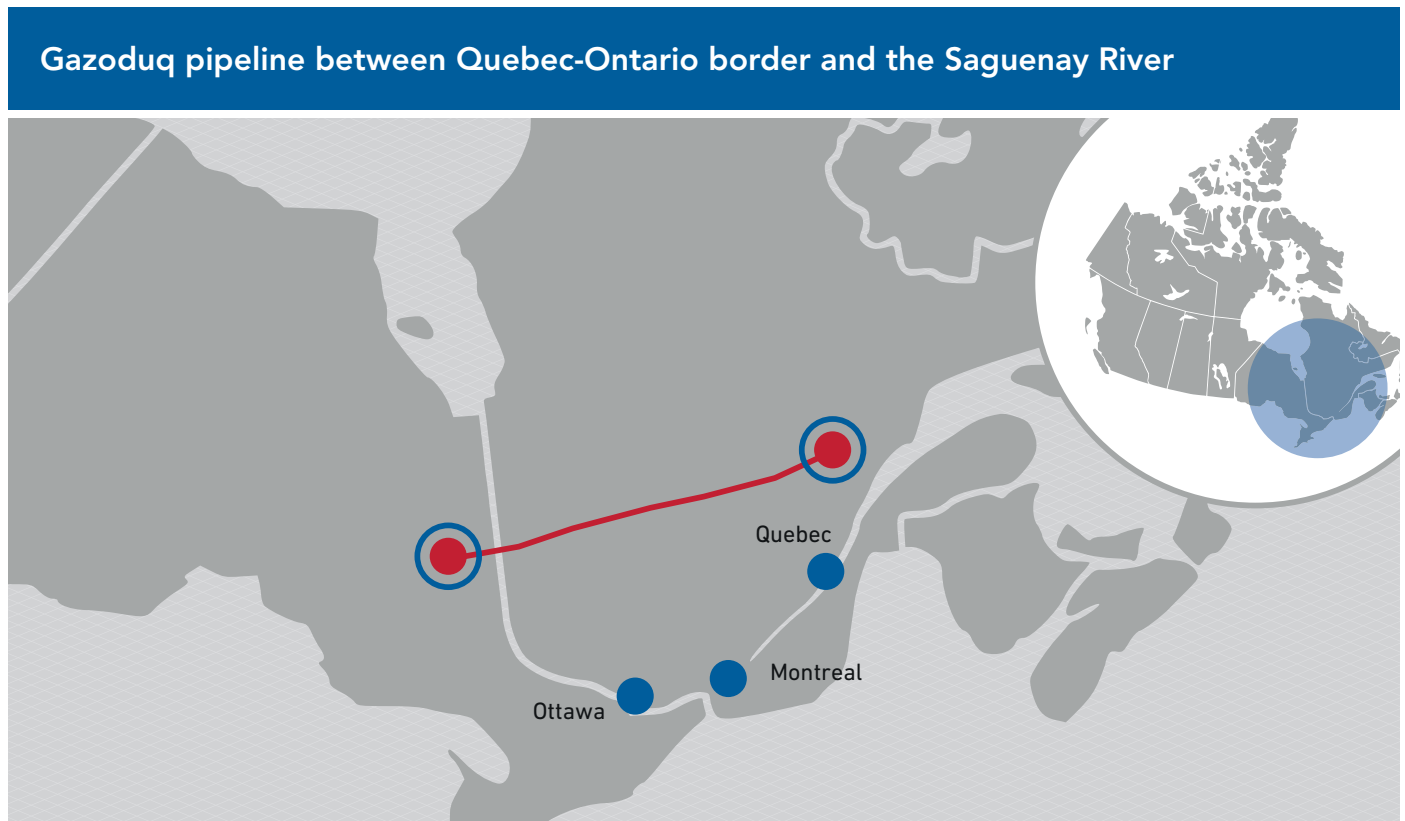 Gazoduq pipeline between Quebec-Ontario border and the Saguenay River
Quebec
Montreal
Ottawa